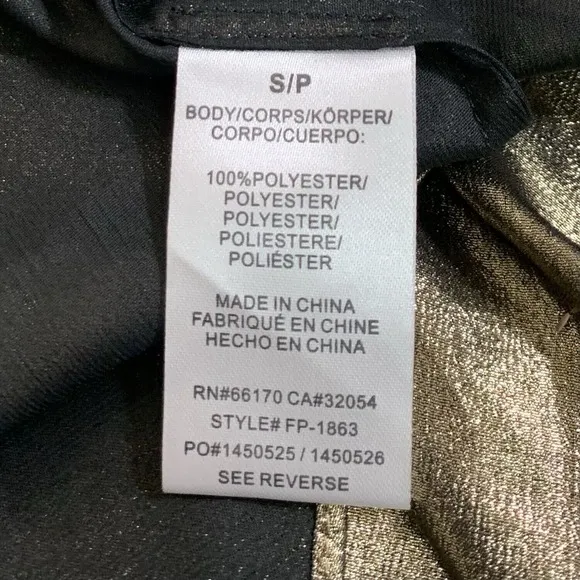 S/P
BODY/CORPS/KÖRPER/
CORPO/CUERPO:
100%POLYESTER/
POLYESTER/
POLYESTER/
POLIESTERE/
POLIÉSTER
MADE IN CHINA
FABRIQUÉ EN CHINE
HECHO EN CHINA
RN#66170 CA#32054
STYLE# FP-1863
PO#1450525 / 1450526
SEE REVERSE